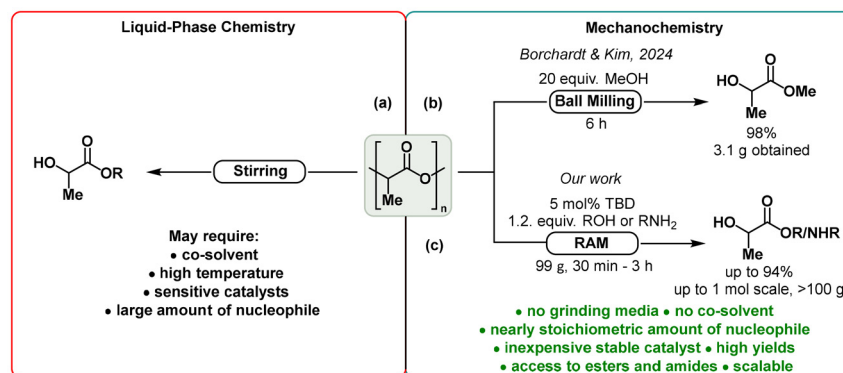 Liquid-Phase Chemistry
Mechanochemistry
(a)
(b)
(c)
HO
O
OR
Me
Stirring
O
O
Me
n
May require:
• co-solvent
• high temperature
• sensitive catalysts
• large amount of nucleophile
Borchardt & Kim, 2024
20 equiv. MeOH
Ball Milling
6 h
HO
O
OMe
Me
98%
3.1 g obtained
Our work
5 mol% TBD
1.2. equiv. ROH or RNH2
RAM
99 g, 30 min - 3 h
HO
O
OR/NHR
Me
up to 94%
up to 1 mol scale, >100 g
• no grinding media • no co-solvent
• nearly stoichiometric amount of nucleophile
• inexpensive stable catalyst • high yields
• access to esters and amides • scalable